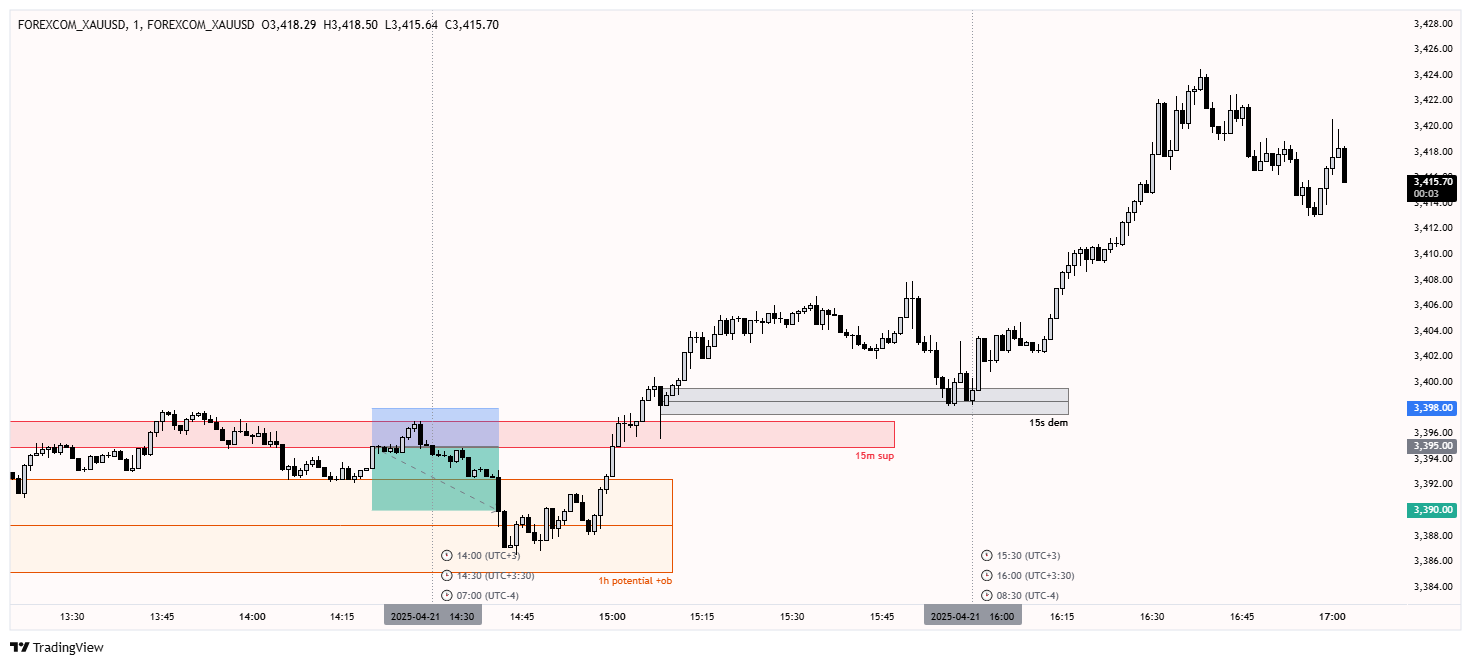 FOREXCOM_XAUUSD, 1, FOREXCOM_XAUUSD O3,418.29 H3,418.50 L3,415.64 C3,415.70
3,428.00
3,426.00
3,424.00
3,422.00
3,420.00
3,418.00
3,415.70
00:03
3,414.00
3,412.00
3,410.00
3,408.00
3,406.00
3,404.00
3,402.00
3,400.00
3,398.00
15s dem
3,396.00
3,395.00
15m sup
3,394.00
3,392.00
3,390.00
3,388.00
14:00 (UTC+3)
15:30 (UTC+3)
3,386.00
14:30 (UTC+3:30)
16:00 (UTC+3:30)
1h potential +ob
3,384.00
07:00 (UTC-4)
08:30 (UTC-4)
13:30 13:45 14:00 14:15 2025-04-21 14:30 14:45 15:00 15:15 15:30 15:45 2025-04-21 16:00 16:15 16:30 16:45 17:00
TradingView